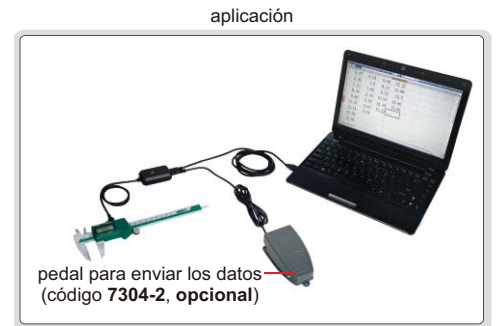 aplicación
pedal para enviar los datos
(código 7304-2, opcional)